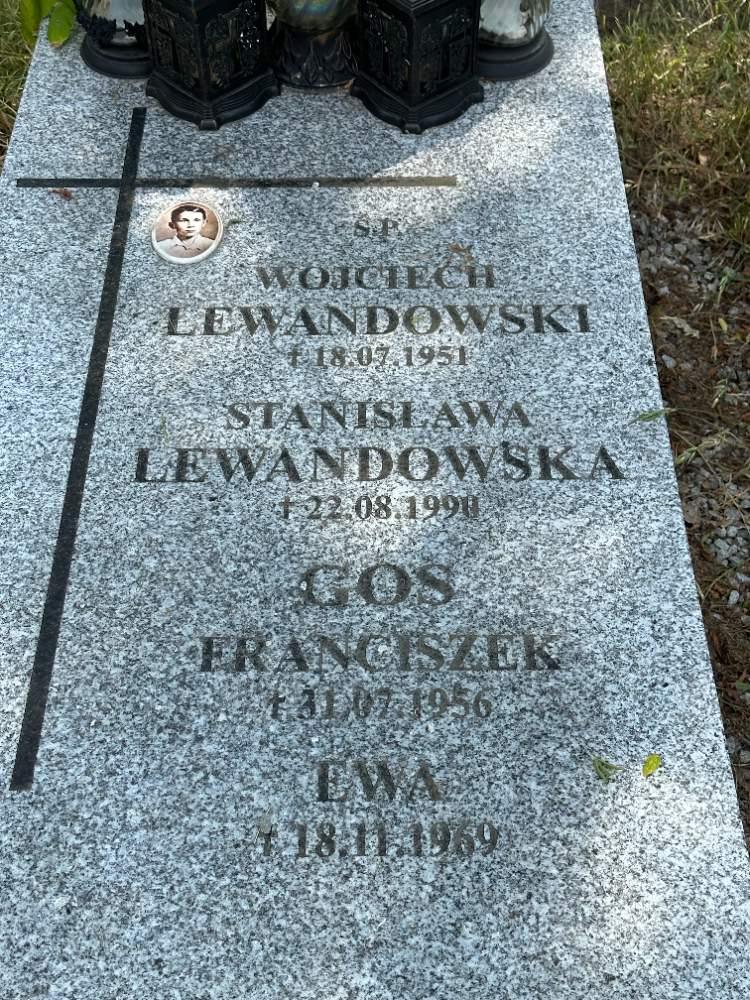 Ś.P.
WOJCIECH
LEWANDOWSKI
† 18.07.1951
STANISŁAWA
LEWANDOWSKA
† 22.08.1990
GOS
FRANCISZEK
† 31.07.1956
EWA
† 18.11.1969